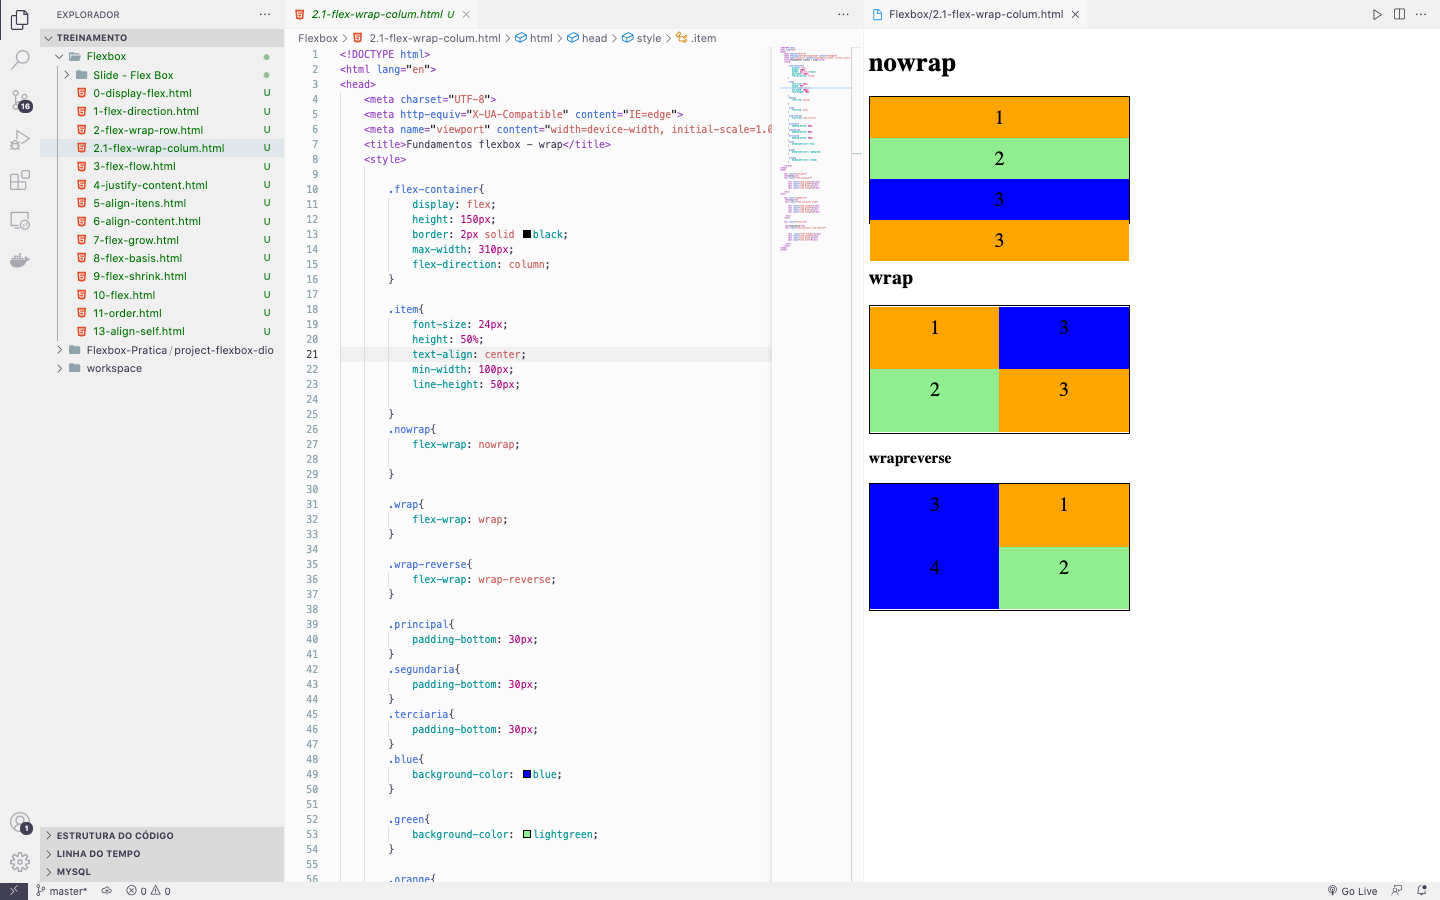 EXPLORADOR
TREINAMENTO
Flexbox
Slide - Flex Box
0-display-flex.html U
1-flex-direction.html U
2-flex-wrap-row.html U
2.1-flex-wrap-colum.html U
3-flex-flow.html U
4-justify-content.html U
5-align-itens.html U
6-align-content.html U
7-flex-grow.html U
8-flex-basis.html U
9-flex-shrink.html U
10-flex.html U
11-order.html U
13-align-self.html U
Flexbox-Pratica / project-flexbox-dio
workspace
16
1
ESTRUTURA DO CÓDIGO
LINHA DO TEMPO
MYSQL
2.1-flex-wrap-colum.html U
Flexbox > 2.1-flex-wrap-colum.html > html > head > style > .item
1 <!DOCTYPE html>
2 <html lang="en">
3 <head>
4 <meta charset="UTF-8">
5 <meta http-equiv="X-UA-Compatible" content="IE=edge">
6 <meta name="viewport" content="width=device-width, initial-scale=1.0
7 <title>Fundamentos flexbox - wrap</title>
8 <style>
9
10 .flex-container{
11 display: flex;
12 height: 150px;
13 border: 2px solid black;
14 max-width: 310px;
15 flex-direction: column;
16 }
17
18 .item{
19 font-size: 24px;
20 height: 50%;
21 text-align: center;
22 min-width: 100px;
23 line-height: 50px;
24
25 }
26 .nowrap{
27 flex-wrap: nowrap;
28
29 }
30
31 .wrap{
32 flex-wrap: wrap;
33 }
34
35 .wrap-reverse{
36 flex-wrap: wrap-reverse;
37 }
38
39 .principal{
40 padding-bottom: 30px;
41 }
42 .segundaria{
43 padding-bottom: 30px;
44 }
45 .terciaria{
46 padding-bottom: 30px;
47 }
48 .blue{
49 background-color: blue;
50 }
51
52 .green{
53 background-color: lightgreen;
54 }
55
56 .orange{
Flexbox/2.1-flex-wrap-colum.html
nowrap
1
2
3
3
wrap
1 3
2 3
wrapreverse
3 1
4 2
master* 0 0
Go Live